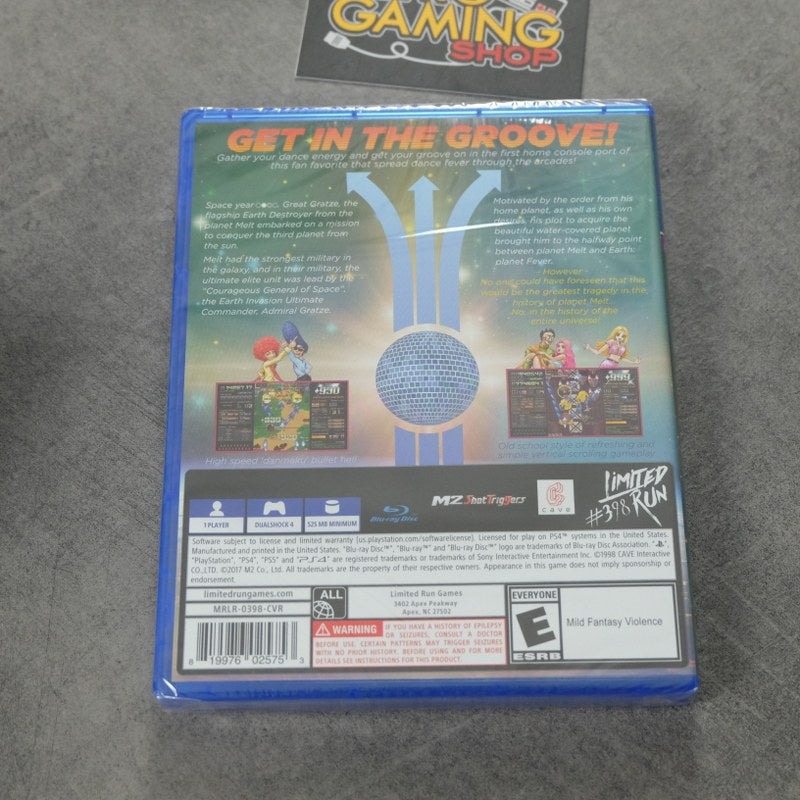 GAMING
SHOP
GET IN THE GROOVE!
Gather your dance energy and get your groove on in the first home console port of
this fan favorite that spread dance fever through the arcades!
Space year oooo. Great Gratze, the
flagship Earth Destroyer from the
planet Melt embarked on a mission
to conquer the third planet from
the sun.
Melt had the strongest military in
the galaxy, and in their military, the
ultimate elite unit was lead by the
"Courageous General of Space",
the Earth Invasion Ultimate
Commander, Admiral Gratze.
Motivated by the order from his
home planet, as well as his own
desires, his plot to acquire the
beautiful water-covered planet
brought him to the halfway point
between planet Melt and Earth:
planet Fever.
- However -
No one could have foreseen that this
would be the greatest tragedy in the
history of planet Melt.
No, in the history of the
entire universe!
High speed 'danmaku' bullet hell
Old school style of refreshing and
simple vertical scrolling gameplay
1 PLAYER
DUALSHOCK 4
525 MB MINIMUM
Blu-ray Disc
M2 ShotTriggers
CAVE
LIMITED
RUN
#398
Software subject to license and limited warranty (us.playstation.com/softwarelicense). Licensed for play on PS4™ systems in the United States.
Manufactured and printed in the United States. "Blu-ray Disc™", "Blu-ray™" and "Blu-ray Disc™" logo are trademarks of Blu-ray Disc Association.
"PlayStation", "PS4", "PS5" and "PS4" are registered trademarks or trademarks of Sony Interactive Entertainment Inc. ©1998 CAVE Interactive
CO.,LTD. ©2017 M2 Co., Ltd. All trademarks are the property of their respective owners. Appearance in this game does not imply sponsorship or
endorsement.
limitedrungames.com
MRLR-0398-CVR
8 19976 02575 3
ALL
Limited Run Games
3402 Apex Peakway
Apex, NC 27502
WARNING IF YOU HAVE A HISTORY OF EPILEPSY
OR SEIZURES, CONSULT A DOCTOR
BEFORE USE. CERTAIN PATTERNS MAY TRIGGER SEIZURES
WITH NO PRIOR HISTORY. BEFORE USING AND FOR MORE
DETAILS SEE INSTRUCTIONS FOR THIS PRODUCT.
EVERYONE
E
ESRB
Mild Fantasy Violence